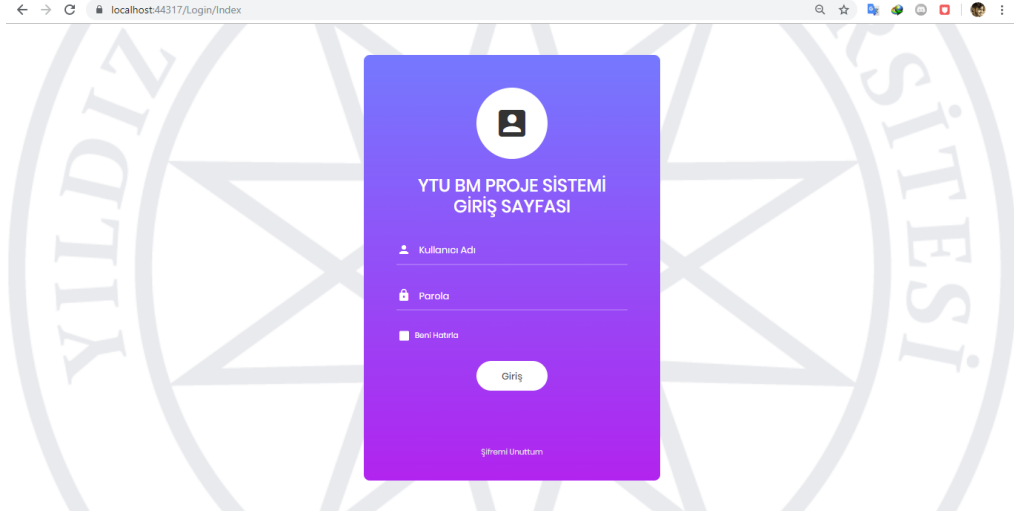 localhost:44317/Login/Index
YILDIZ
RSİTESİ
YTU BM PROJE SİSTEMİ
GİRİŞ SAYFASI
Kullanıcı Adı
Parola
Beni Hatırla
Giriş
Şifremi Unuttum